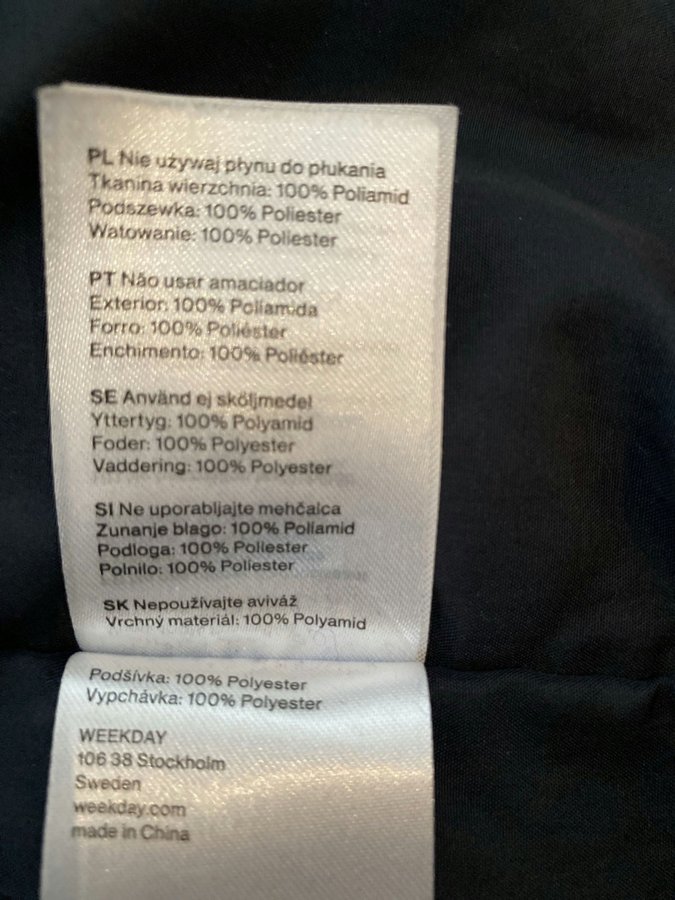 PL Nie używaj płynu do płukania
Tkanina wierzchnia: 100% Poliamid
Podszewka: 100% Poliester
Watowanie: 100% Poliester
PT Não usar amaciador
Exterior: 100% Poliamida
Forro: 100% Poliéster
Enchimento: 100% Poliéster
SE Använd ej sköljmedel
Yttertyg: 100% Polyamid
Foder: 100% Polyester
Vaddering: 100% Polyester
SI Ne uporabljajte mehčalca
Zunanje blago: 100% Poliamid
Podloga: 100% Poliester
Polnilo: 100% Poliester
SK Nepoužívajte aviváž
Vrchný materiál: 100% Polyamid
Podšívka: 100% Polyester
Vypchávka: 100% Polyester
WEEKDAY
106 38 Stockholm
Sweden
weekday.com
made in China